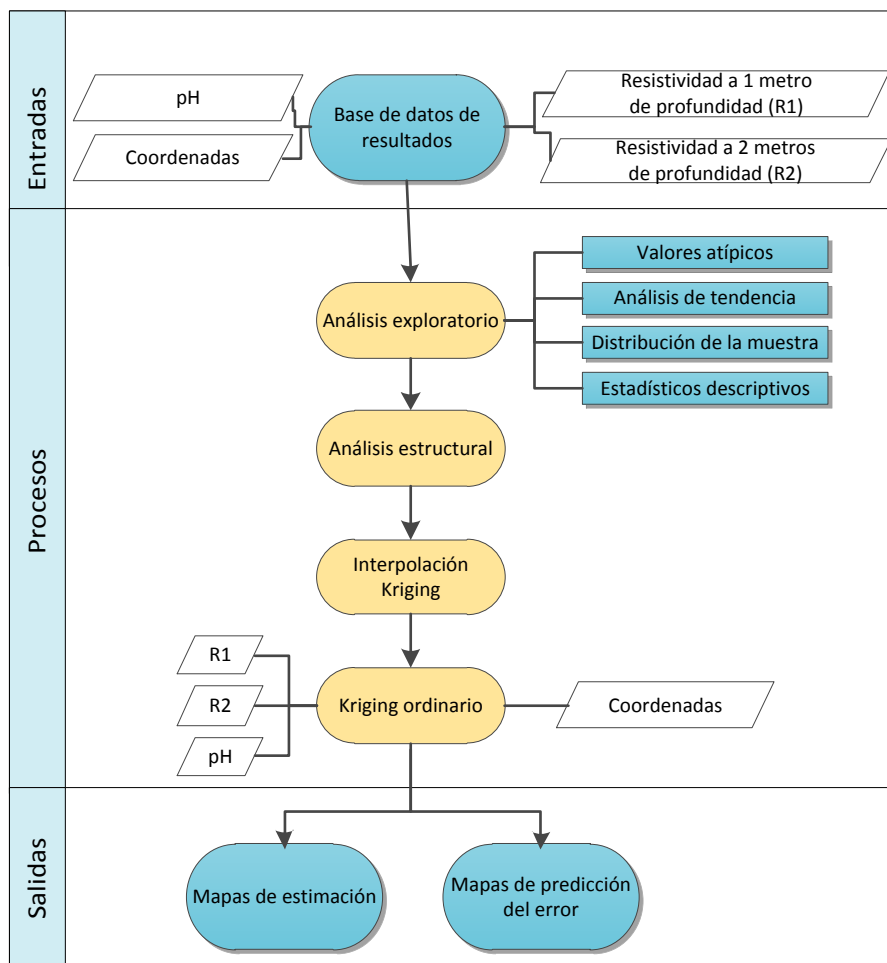 Entradas
pH
Coordenadas
Base de datos de
resultados
Resistividad a 1 metro
de profundidad (R1)
Resistividad a 2 metros
de profundidad (R2)
Procesos
Análisis exploratorio
Valores atípicos
Análisis de tendencia
Distribución de la muestra
Estadísticos descriptivos
Análisis estructural
Interpolación
Kriging
R1
R2
pH
Kriging ordinario
Coordenadas
Salidas
Mapas de estimación
Mapas de predicción
del error